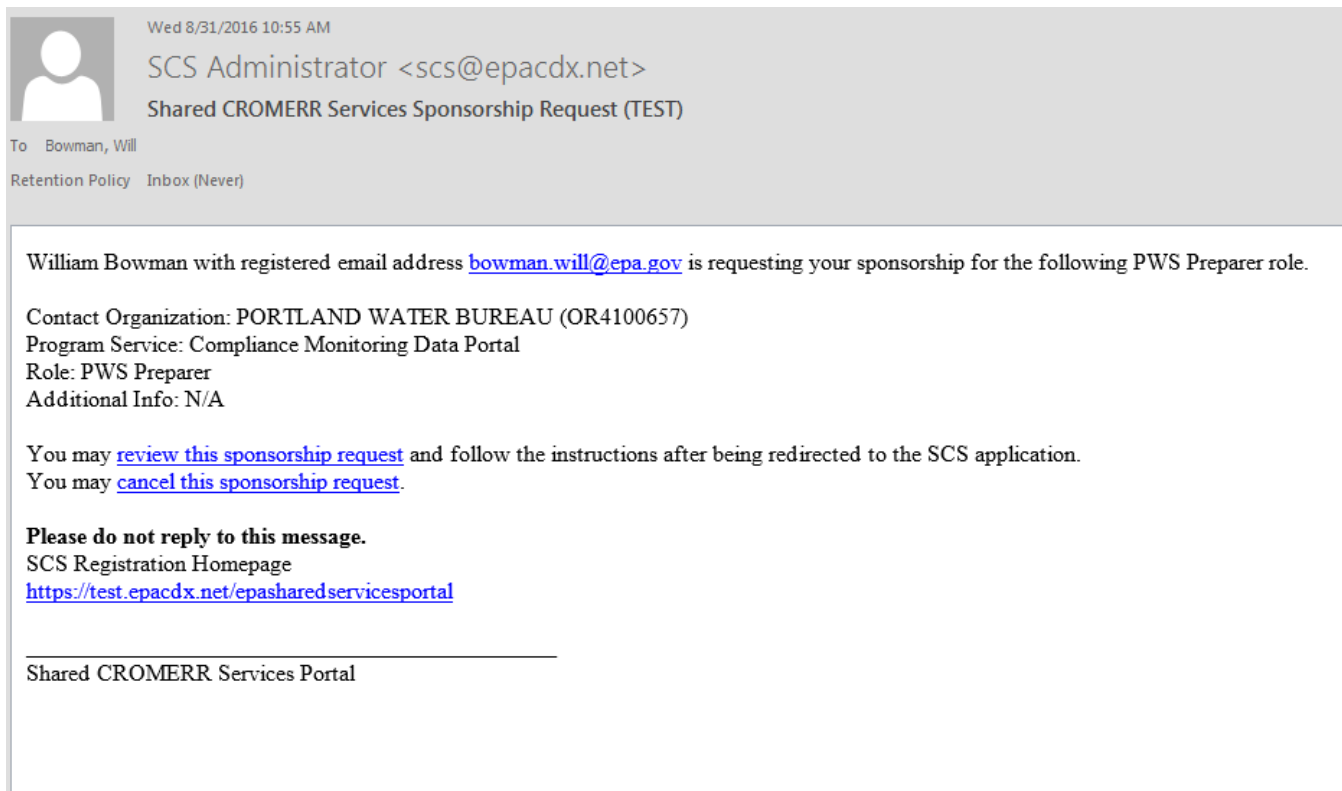 Wed 8/31/2016 10:55 AM
SCS Administrator <scs@epacdx.net>
Shared CROMERR Services Sponsorship Request (TEST)
To Bowman, Will
Retention Policy Inbox (Never)
William Bowman with registered email address bowman.will@epa.gov is requesting your sponsorship for the following PWS Preparer role.
Contact Organization: PORTLAND WATER BUREAU (OR4100657)
Program Service: Compliance Monitoring Data Portal
Role: PWS Preparer
Additional Info: N/A
You may review this sponsorship request and follow the instructions after being redirected to the SCS application.
You may cancel this sponsorship request.
Please do not reply to this message.
SCS Registration Homepage
https://test.epacdx.net/epasharedservicesportal
Shared CROMERR Services Portal